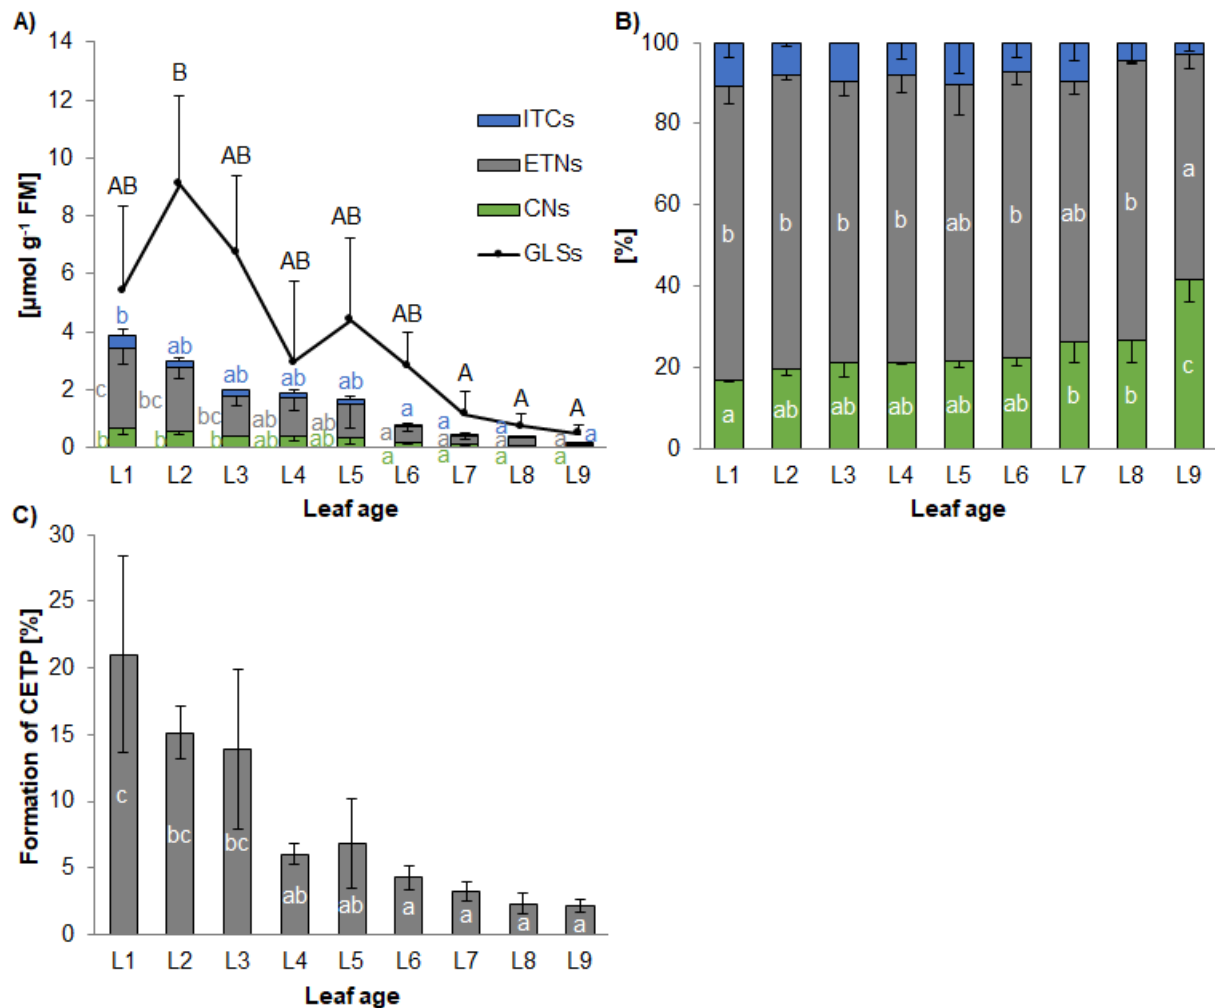 A)
14
12
10
8
6
4
2
0
[µmol g⁻¹ FM]
AB
B
AB
AB
AB
AB
A
A
A
ITCs
ETNs
CNs
GLSs
b
ab
ab
ab
ab
a
a
a
a
c
bc
bc
ab
ab
a
a
a
a
b
b
b
ab
ab
a
a
a
a
L1 L2 L3 L4 L5 L6 L7 L8 L9
Leaf age
B)
100
80
60
40
20
0
[%]
b b b b ab b ab b a
a ab ab ab ab ab b b c
L1 L2 L3 L4 L5 L6 L7 L8 L9
Leaf age
C)
30
25
20
15
10
5
0
Formation of CETP [%]
c
bc
bc
ab
ab
a
a
a
a
L1 L2 L3 L4 L5 L6 L7 L8 L9
Leaf age